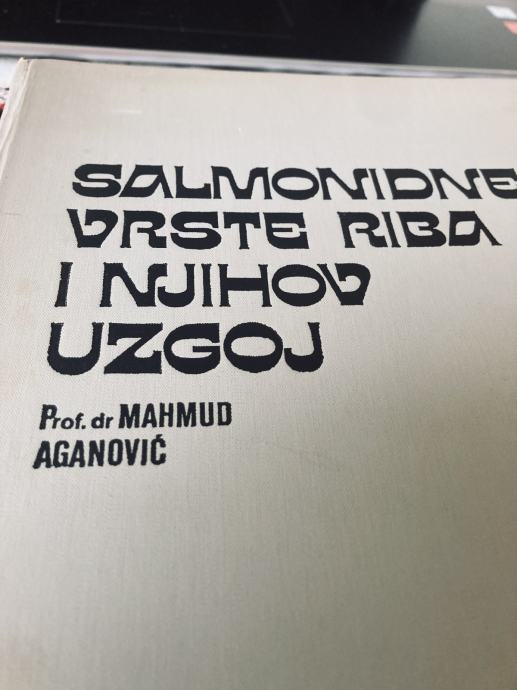 SALMONIDNE
VRSTE RIBA
I NJIHOV
UZGOJ
Prof. dr MAHMUD
AGANOVIĆ